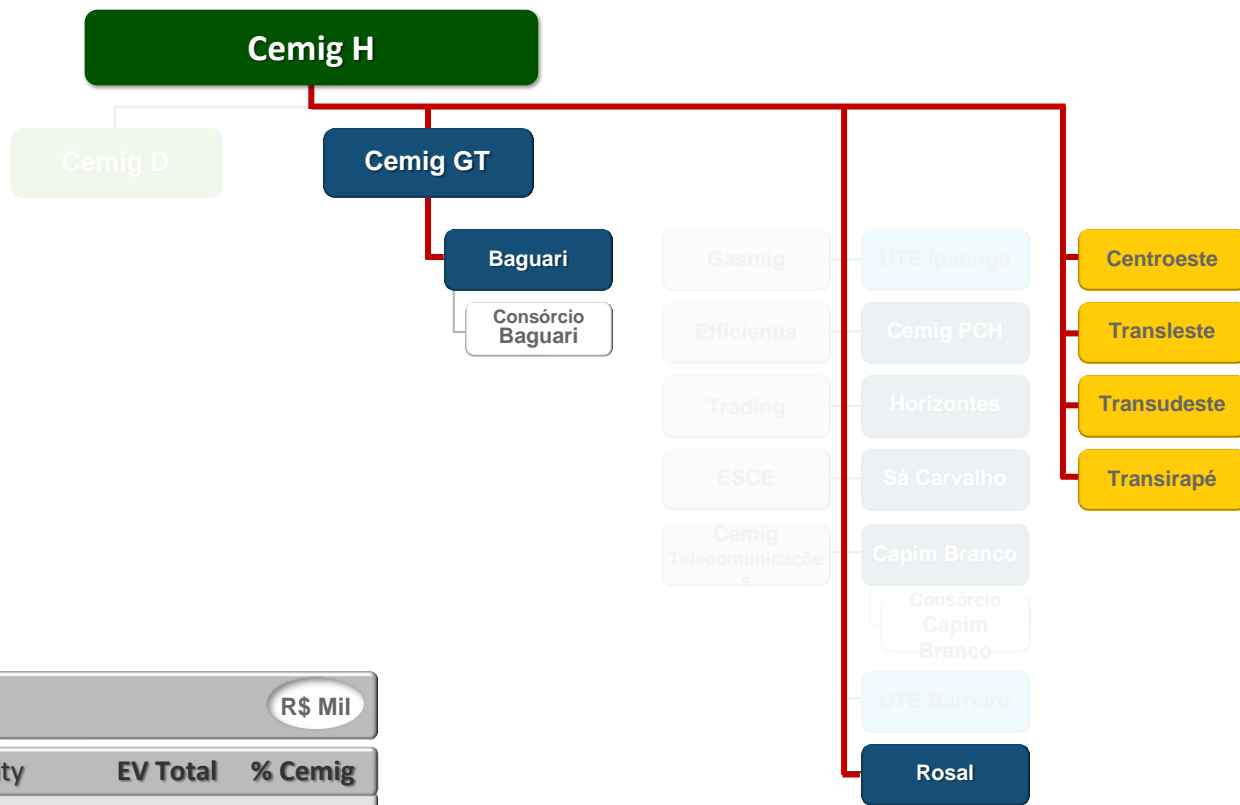 Cemig H
Cemig D
Cemig GT
Baguari
Consórcio
Baguari
Gasmig
Efficientia
Trading
ESCE
Cemig
Telecomunicaçõe
s
UTE Ipatinga
Cemig PCH
Horizontes
Sá Carvalho
Capim Branco
Consórcio
Capim
Branco
UTE Barreiro
Rosal
Centroeste
Transleste
Transudeste
Transirapé
R$ Mil
ity EV Total % Cemig